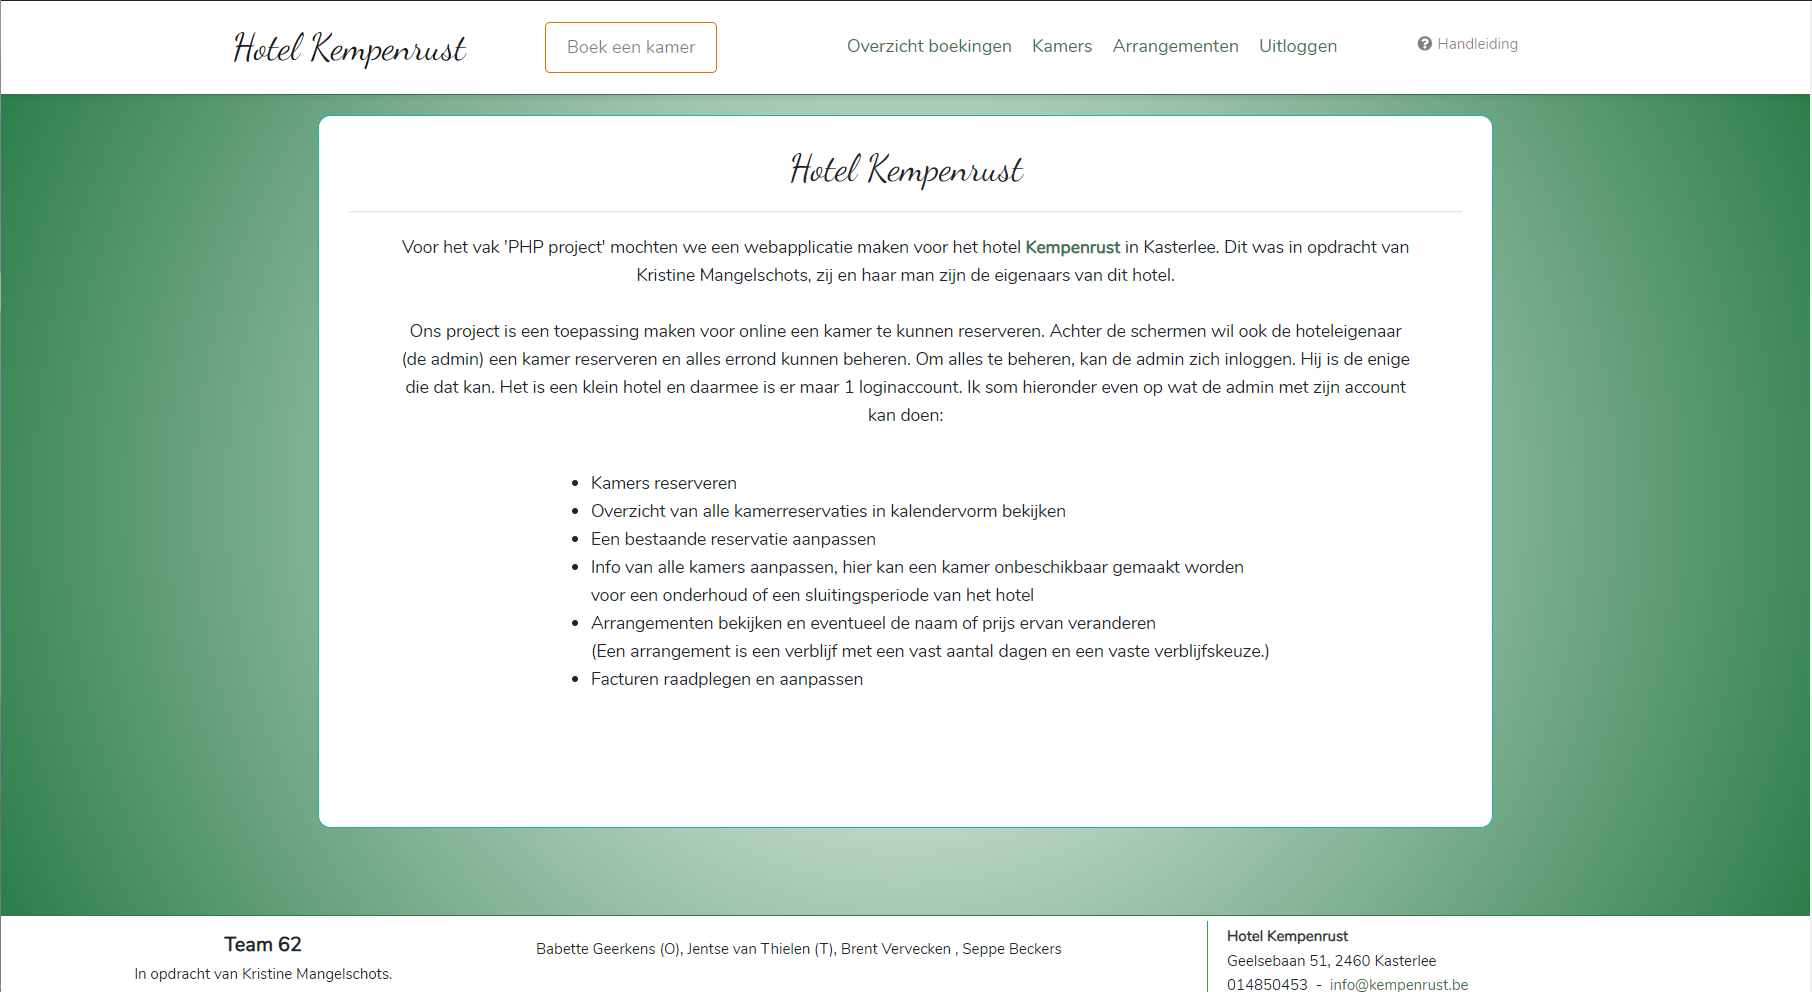 Hotel Kempenrust
Boek een kamer
Overzicht boekingen Kamers Arrangementen Uitloggen
Handleiding
Hotel Kempenrust
Voor het vak 'PHP project' mochten we een webapplicatie maken voor het hotel Kempenrust in Kasterlee. Dit was in opdracht van
Kristine Mangelschots, zij en haar man zijn de eigenaars van dit hotel.
Ons project is een toepassing maken voor online een kamer te kunnen reserveren. Achter de schermen wil ook de hoteleigenaar
(de admin) een kamer reserveren en alles errond kunnen beheren. Om alles te beheren, kan de admin zich inloggen. Hij is de enige
die dat kan. Het is een klein hotel en daarmee is er maar 1 loginaccount. Ik som hieronder even op wat de admin met zijn account
kan doen:
• Kamers reserveren
• Overzicht van alle kamerreservaties in kalendervorm bekijken
• Een bestaande reservatie aanpassen
• Info van alle kamers aanpassen, hier kan een kamer onbeschikbaar gemaakt worden
voor een onderhoud of een sluitingsperiode van het hotel
• Arrangementen bekijken en eventueel de naam of prijs ervan veranderen
(Een arrangement is een verblijf met een vast aantal dagen en een vaste verblijfskeuze.)
• Facturen raadplegen en aanpassen
Team 62
In opdracht van Kristine Mangelschots.
Babette Geerkens (O), Jentse van Thielen (T), Brent Vervecken , Seppe Beckers
Hotel Kempenrust
Geelsebaan 51, 2460 Kasterlee
014850453 - info@kempenrust.be